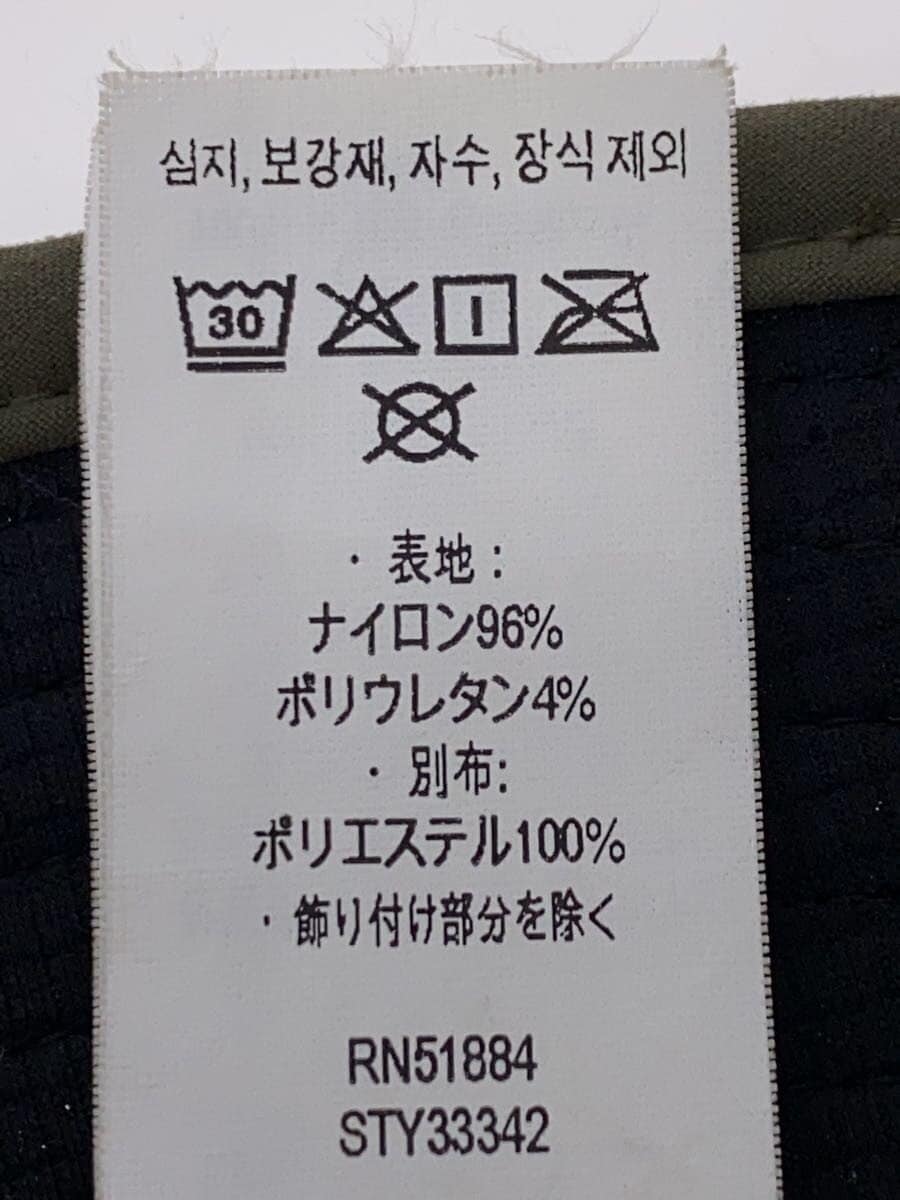 심지, 보강재, 자수, 장식 제외
30
・表地:
ナイロン96%
ポリウレタン4%
・別布:
ポリエステル100%
・飾り付け部分を除く
RN51884
STY33342